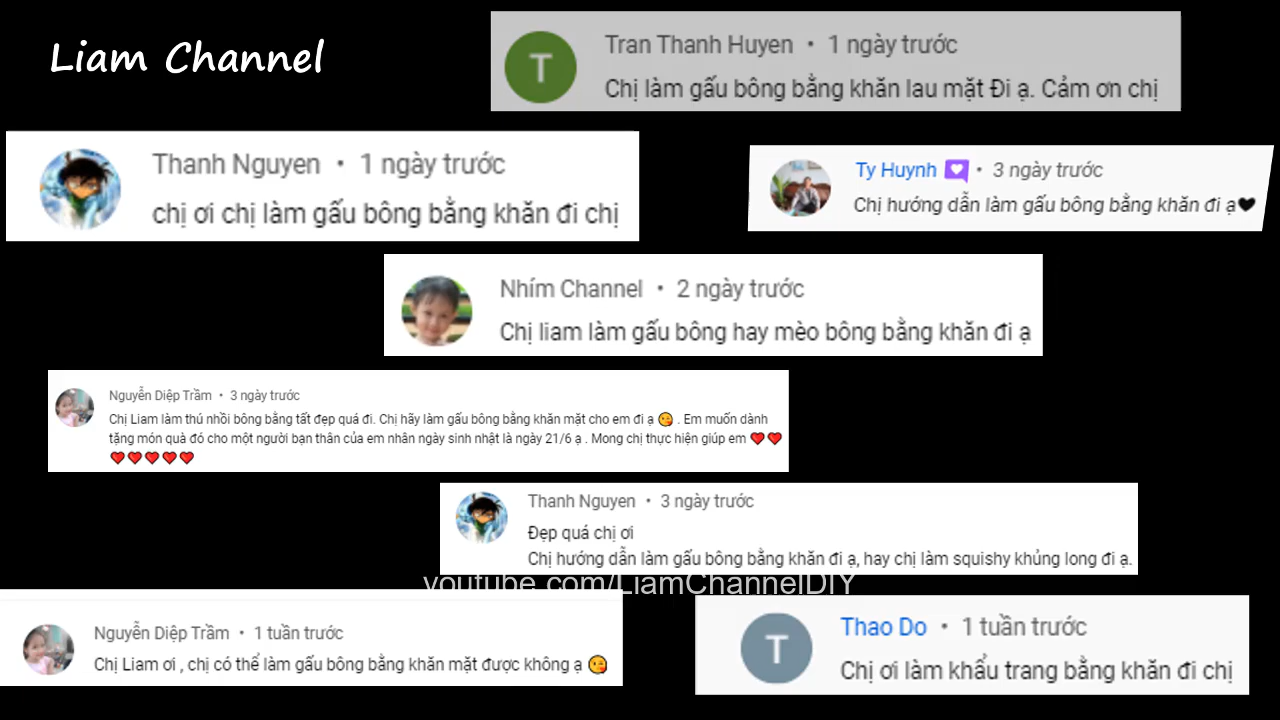 Liam Channel
T
Tran Thanh Huyen • 1 ngày trước
Chị làm gấu bông bằng khăn lau mặt Đi ạ. Cảm ơn chị
Thanh Nguyen • 1 ngày trước
chị ơi chị làm gấu bông bằng khăn đi chị
Ty Huynh • 3 ngày trước
Chị hướng dẫn làm gấu bông bằng khăn đi ạ🖤
Nhím Channel • 2 ngày trước
Chị liam làm gấu bông hay mèo bông bằng khăn đi ạ
Nguyễn Diệp Trầm • 3 ngày trước
Chị Liam làm thú nhồi bông bằng tất đẹp quá đi. Chị hãy làm gấu bông bằng khăn mặt cho em đi ạ 😘 . Em muốn dành
tặng món quà đó cho một người bạn thân của em nhân ngày sinh nhật là ngày 21/6 ạ . Mong chị thực hiện giúp em ❤️❤️
❤️❤️❤️❤️❤️
Thanh Nguyen • 3 ngày trước
Đẹp quá chị ơi
Chị hướng dẫn làm gấu bông bằng khăn đi ạ, hay chị làm squishy khủng long đi ạ.
youtube.com/LiamChannelDIY
Nguyễn Diệp Trầm • 1 tuần trước
Chị Liam ơi , chị có thể làm gấu bông bằng khăn mặt được không ạ 😘
T
Thao Do • 1 tuần trước
Chị ơi làm khẩu trang bằng khăn đi chị